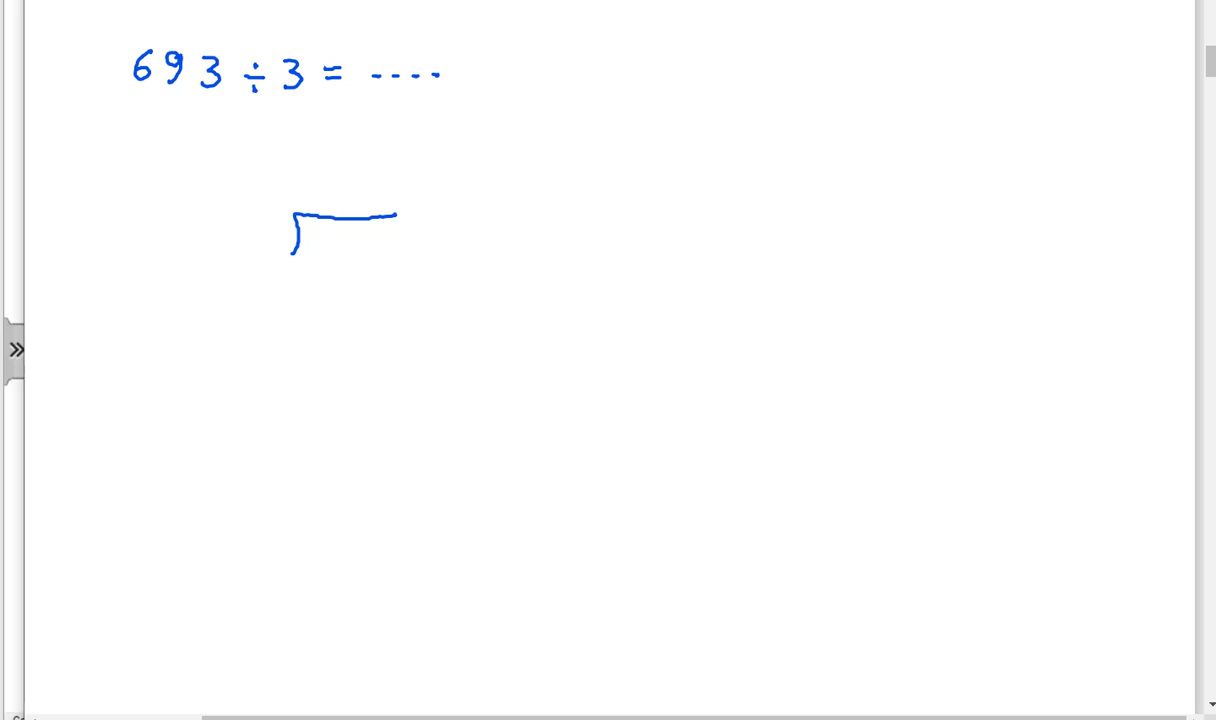 693 ÷ 3 = ----